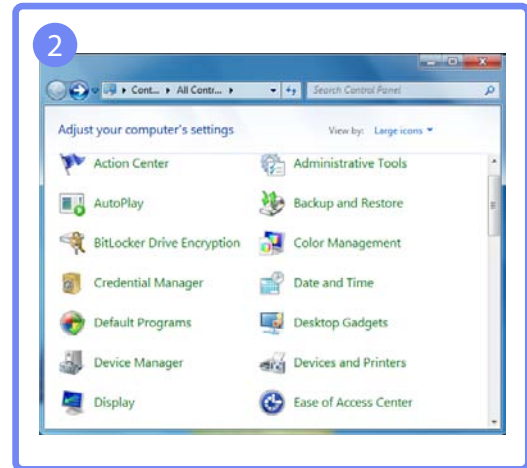 2
Cont... All Contr...
Search Control Panel
Adjust your computer's settings
View by: Large icons
Action Center
Administrative Tools
AutoPlay
Backup and Restore
BitLocker Drive Encryption
Color Management
Credential Manager
Date and Time
Default Programs
Desktop Gadgets
Device Manager
Devices and Printers
Display
Ease of Access Center